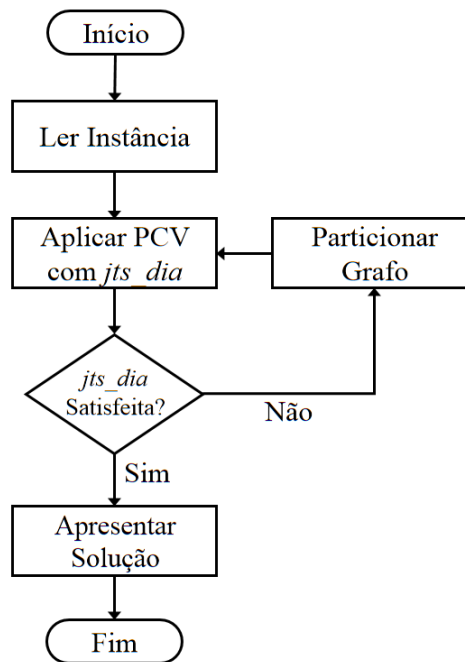 Início
Ler Instância
Aplicar PCV
com jts_dia
Particionar
Grafo
jts_dia
Satisfeita?
Não
Sim
Apresentar
Solução
Fim